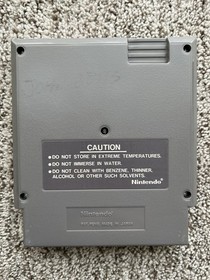 CAUTION
●DO NOT STORE IN EXTREME TEMPERATURES.
●DO NOT IMMERSE IN WATER.
●DO NOT CLEAN WITH BENZENE, THINNER,
ALCOHOL OR OTHER SUCH SOLVENTS.
Nintendo
Nintendo